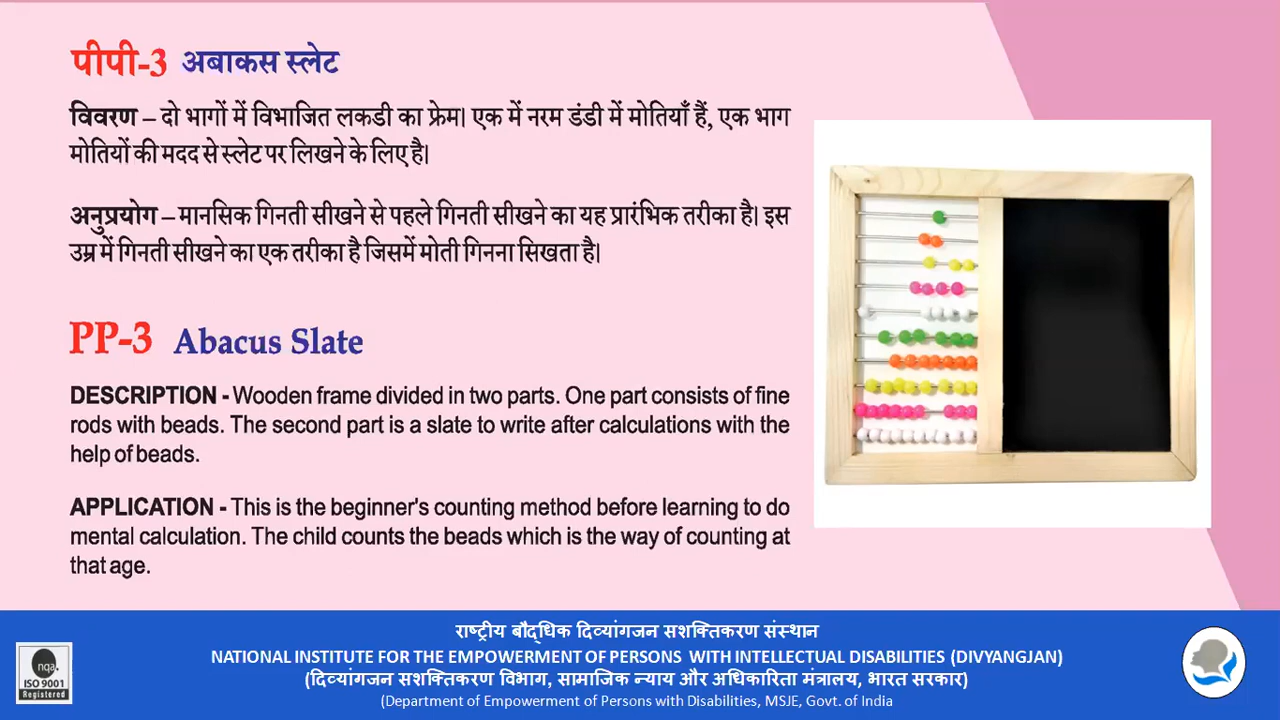 पीपी-3 अबाकस स्लेट
विवरण – दो भागों में विभाजित लकडी का फ्रेम। एक में नरम डंडी में मोतियाँ हैं, एक भाग
मोतियों की मदद से स्लेट पर लिखने के लिए है।
अनुप्रयोग – मानसिक गिनती सीखने से पहले गिनती सीखने का यह प्रारंभिक तरीका है। इस
उम्र में गिनती सीखने का एक तरीका है जिसमें मोती गिनना सिखता है।
PP-3 Abacus Slate
DESCRIPTION - Wooden frame divided in two parts. One part consists of fine
rods with beads. The second part is a slate to write after calculations with the
help of beads.
APPLICATION - This is the beginner's counting method before learning to do
mental calculation. The child counts the beads which is the way of counting at
that age.
राष्ट्रीय बौद्धिक दिव्यांगजन सशक्तिकरण संस्थान
NATIONAL INSTITUTE FOR THE EMPOWERMENT OF PERSONS WITH INTELLECTUAL DISABILITIES (DIVYANGJAN)
(दिव्यांगजन सशक्तिकरण विभाग, सामाजिक न्याय और अधिकारिता मंत्रालय, भारत सरकार)
(Department of Empowerment of Persons with Disabilities, MSJE, Govt. of India
nqa.
ISO 9001
Registered